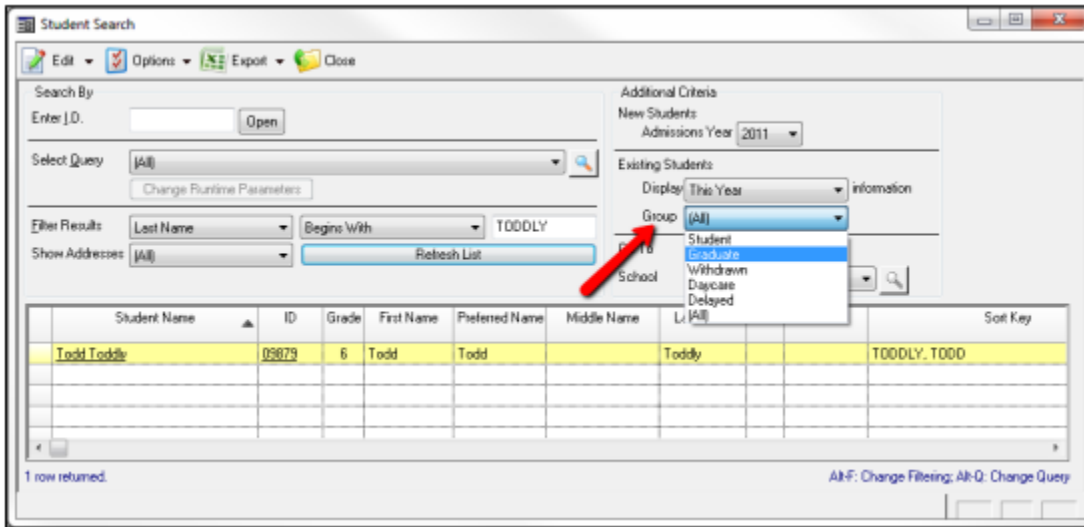 Student Search
Edit Options Export Close
Search By
Enter I.D. Open
Select Query (All)
Change Runtime Parameters
Filter Results Last Name Begins With TODDLY
Show Addresses (All) Refresh List
Additional Criteria
New Students
Admissions Year 2011
Existing Students
Display This Year information
Group (All)
Student
Graduate
Withdrawn
Daycare
Delayed
(All)
School
Student Name ID Grade First Name Preferred Name Middle Name Sort Key
Todd Toddly 09879 6 Todd Todd Toddly TODDLY, TODD
1 row returned. Alt-F: Change Filtering; Alt-Q: Change Query